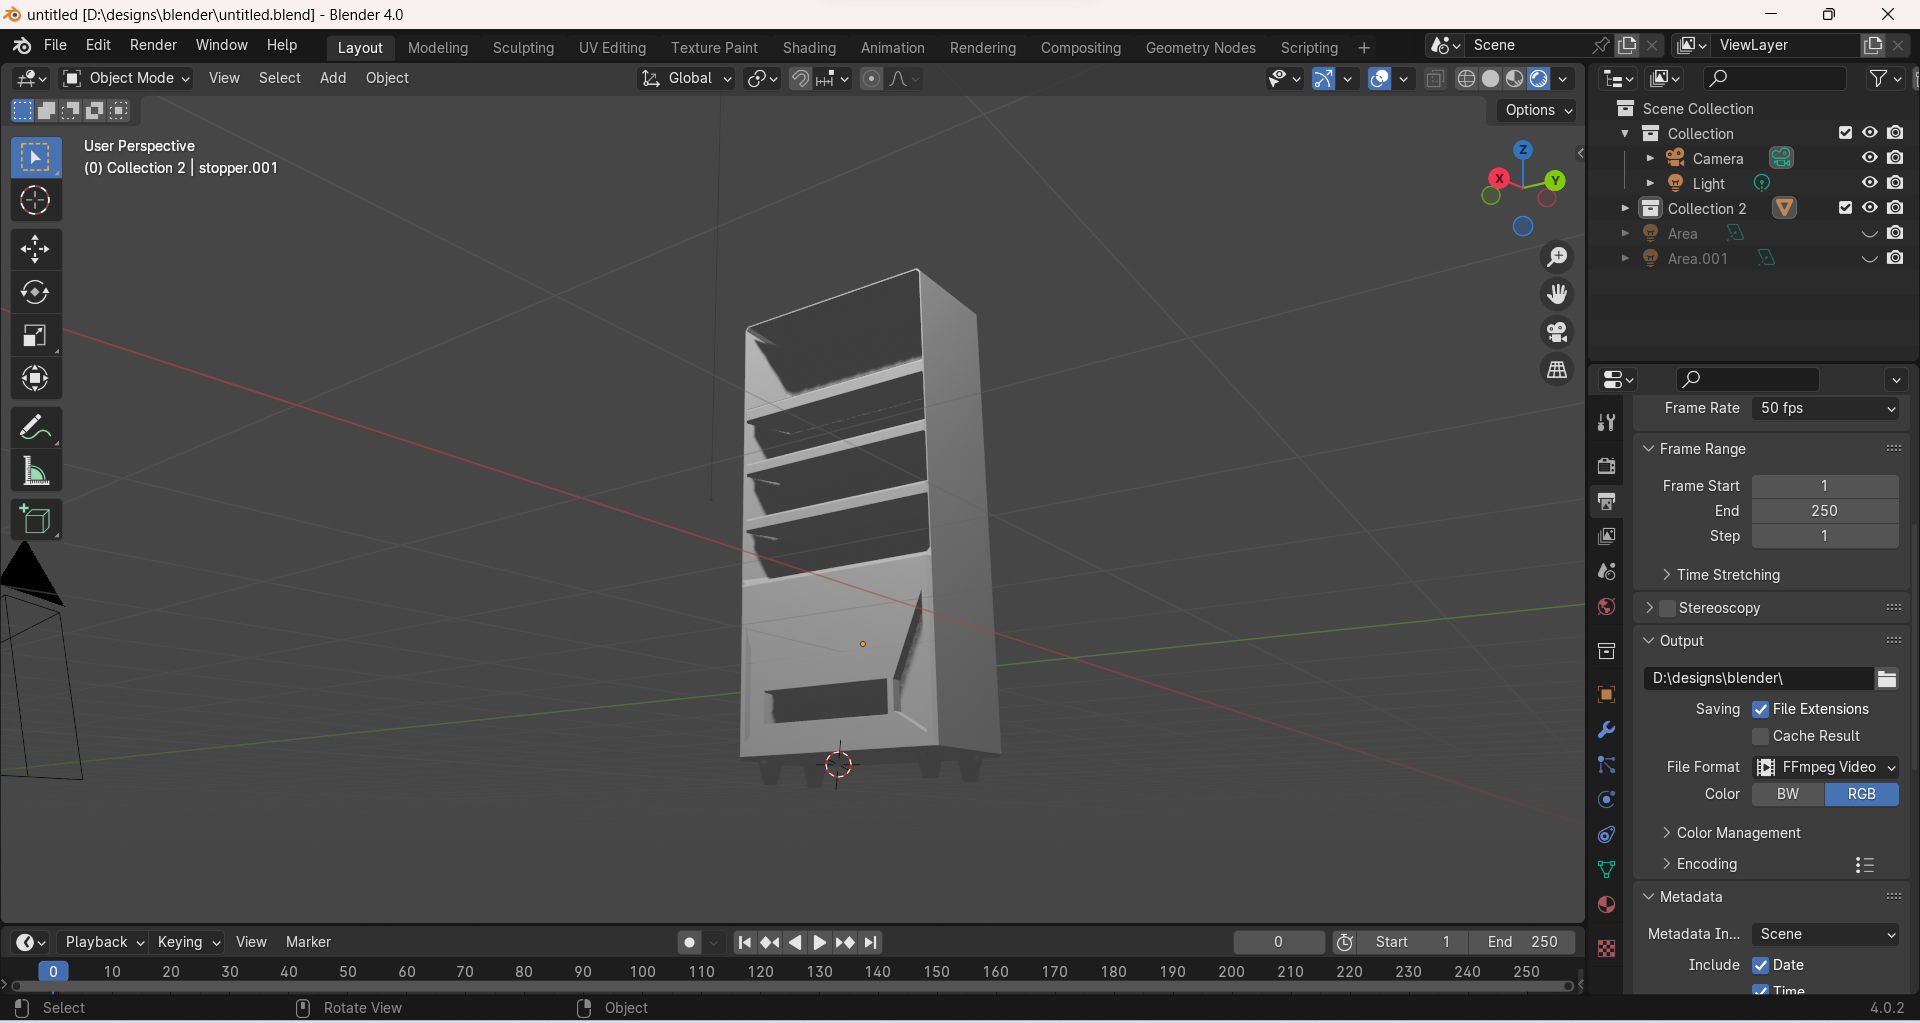 untitled [D:\designs\blender\untitled.blend] - Blender 4.0
File Edit Render Window Help Layout Modeling Sculpting UV Editing Texture Paint Shading Animation Rendering Compositing Geometry Nodes Scripting + Scene ViewLayer
Object Mode View Select Add Object Global
Options
User Perspective
(0) Collection 2 | stopper.001
Z
X
Y
Scene Collection
Collection
Camera
Light
Collection 2
Area
Area.001
Frame Rate 50 fps
Frame Range
Frame Start 1
End 250
Step 1
Time Stretching
Stereoscopy
Output
D:\designs\blender\
Saving File Extensions
Cache Result
File Format FFmpeg Video
Color BW RGB
Color Management
Encoding
Metadata
Metadata In... Scene
Include Date
Time
Playback Keying View Marker 0 Start 1 End 250
0 10 20 30 40 50 60 70 80 90 100 110 120 130 140 150 160 170 180 190 200 210 220 230 240 250
Select Rotate View Object 4.0.2